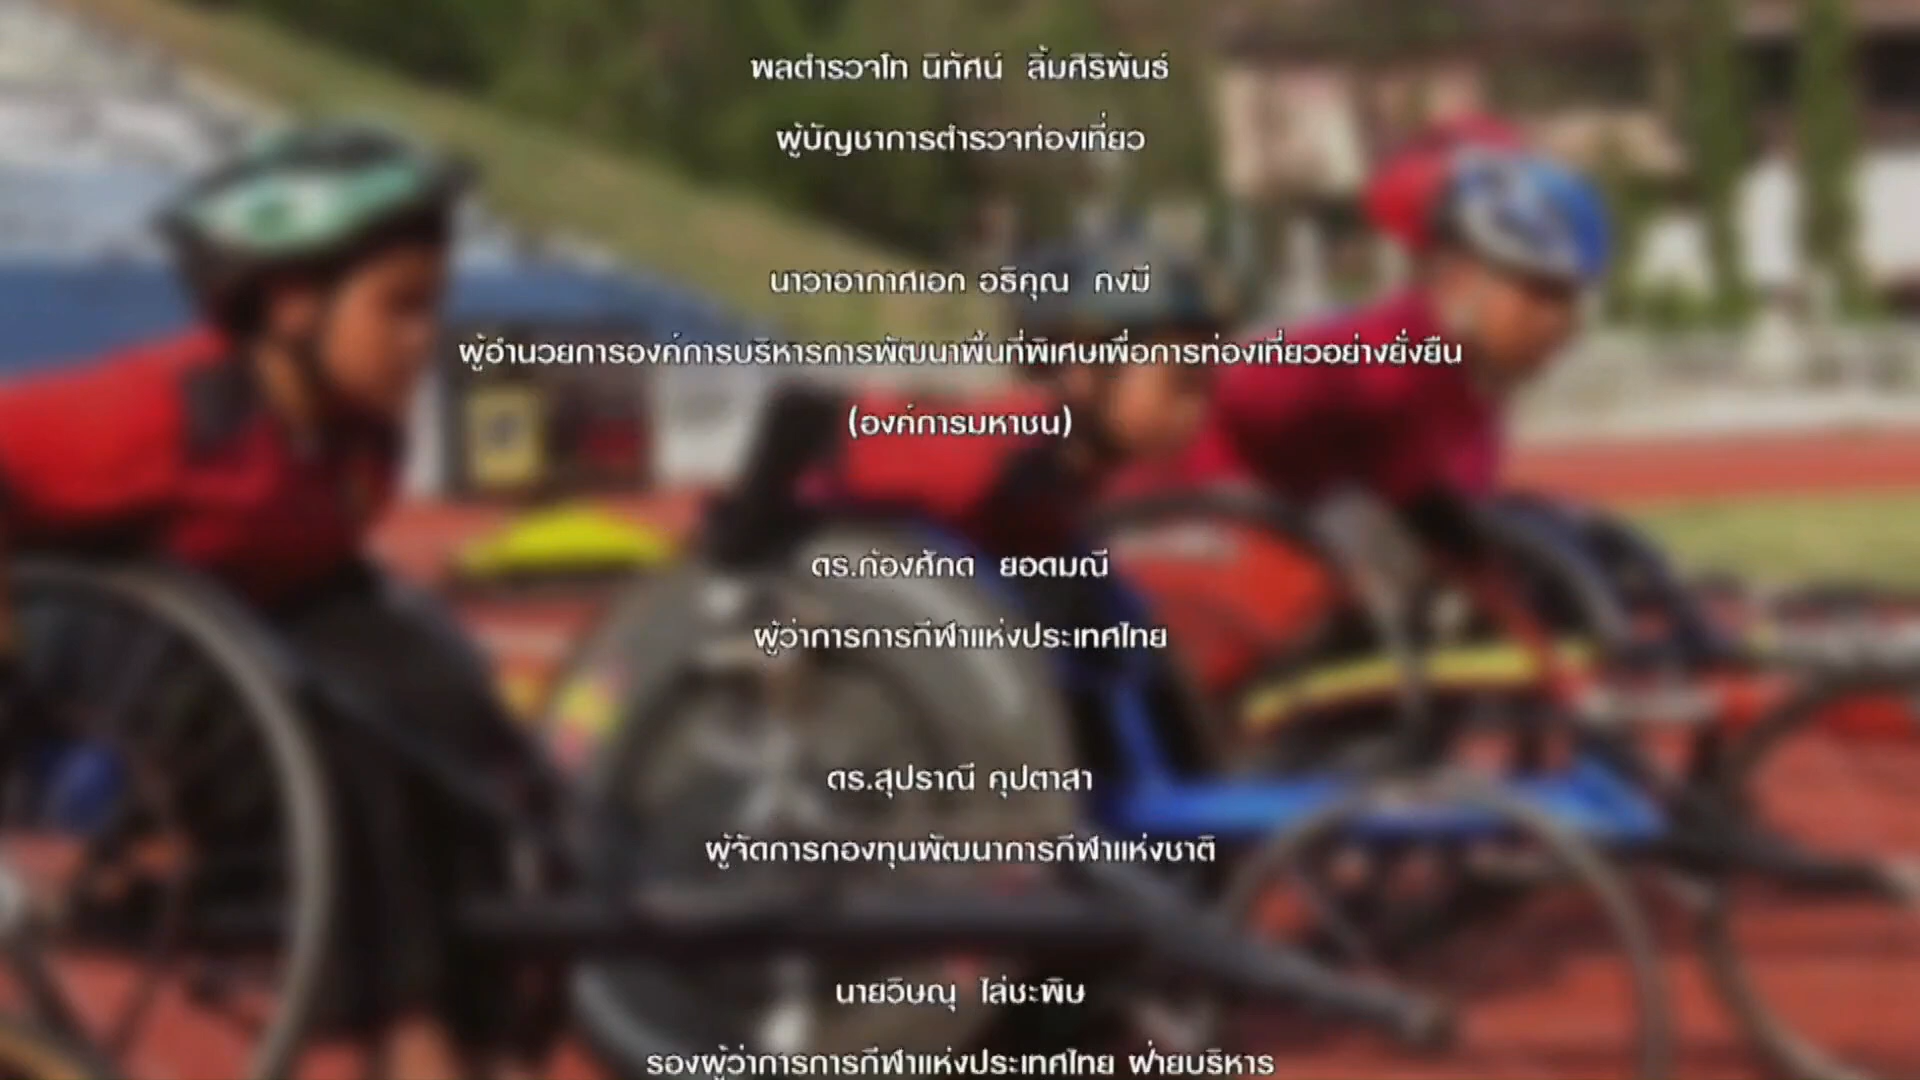 พลตำรวจโท นิทัศน์ ลิ้มศิริพันธ์
ผู้บัญชาการตำรวจท่องเที่ยว
นาวาอากาศเอก อธิคุณ คงมี
ผู้อำนวยการองค์การบริหารการพัฒนาพื้นที่พิเศษเพื่อการท่องเที่ยวอย่างยั่งยืน
(องค์การมหาชน)
ดร.ก้องศักด ยอดมณี
ผู้ว่าการการกีฬาแห่งประเทศไทย
ดร.สุปราณี คุปตาสา
ผู้จัดการกองทุนพัฒนาการกีฬาแห่งชาติ
นายวิษณุ ไล่ชะพิษ
รองผู้ว่าการการกีฬาแห่งประเทศไทย ฝ่ายบริหาร